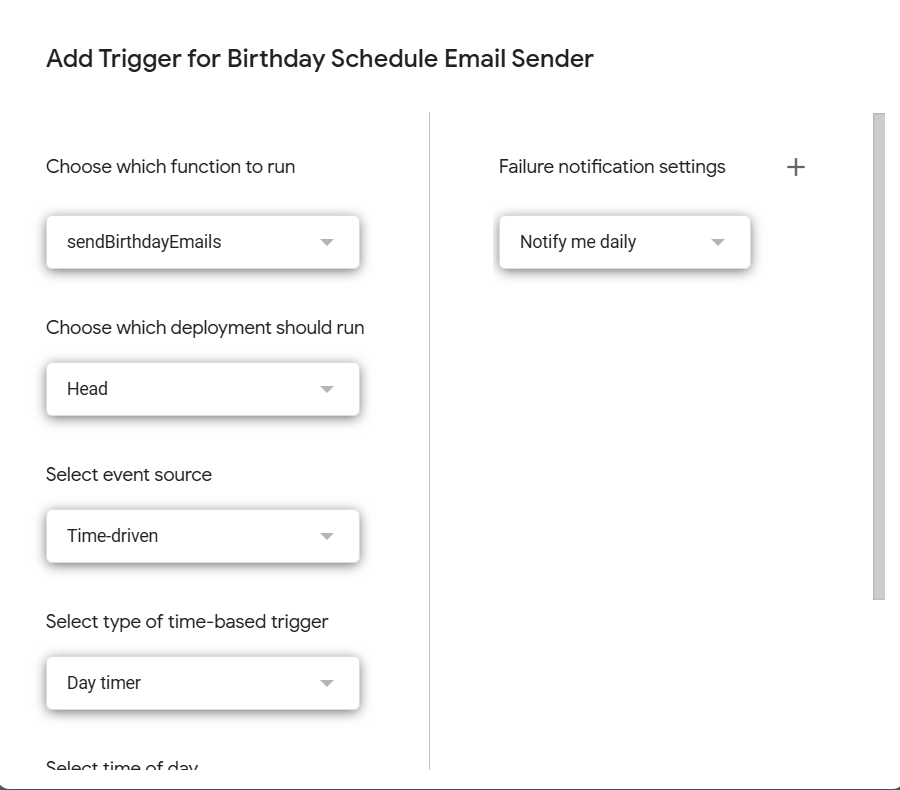 Add Trigger for Birthday Schedule Email Sender
Choose which function to run
sendBirthdayEmails
Choose which deployment should run
Head
Select event source
Time-driven
Select type of time-based trigger
Day timer
Select time of day
Failure notification settings
Notify me daily